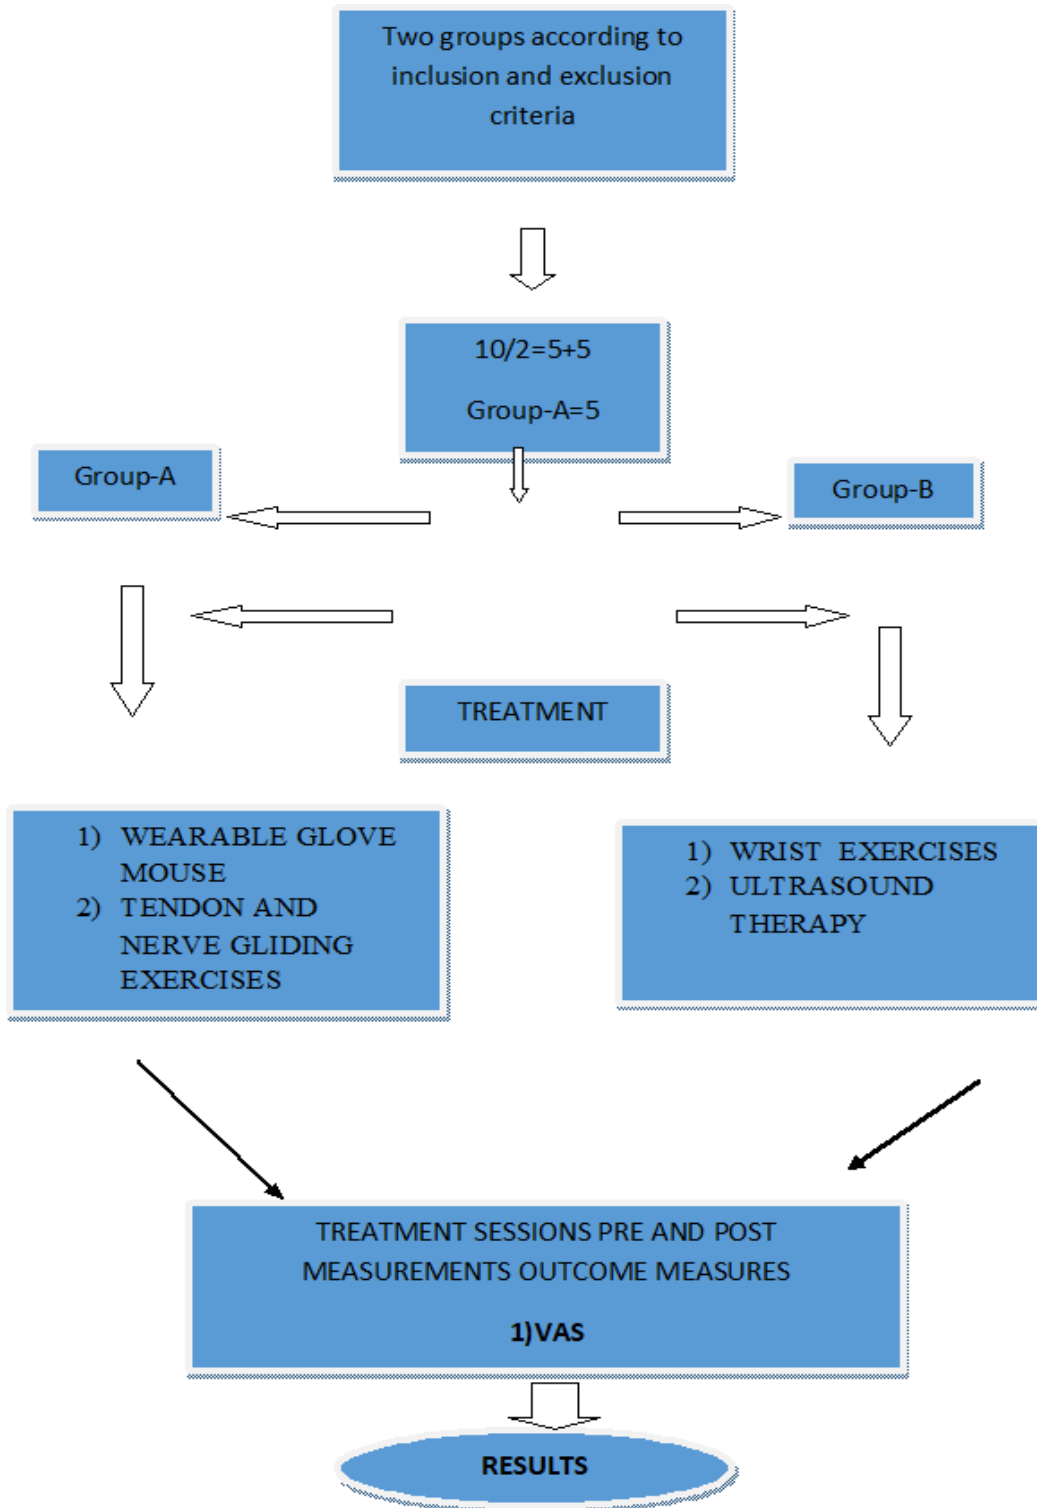 Two groups according to
inclusion and exclusion
criteria
10/2=5+5
Group-A=5
Group-A
Group-B
TREATMENT
1) WEARABLE GLOVE
MOUSE
2) TENDON AND
NERVE GLIDING
EXERCISES
1) WRIST EXERCISES
2) ULTRASOUND
THERAPY
TREATMENT SESSIONS PRE AND POST
MEASUREMENTS OUTCOME MEASURES
1)VAS
RESULTS